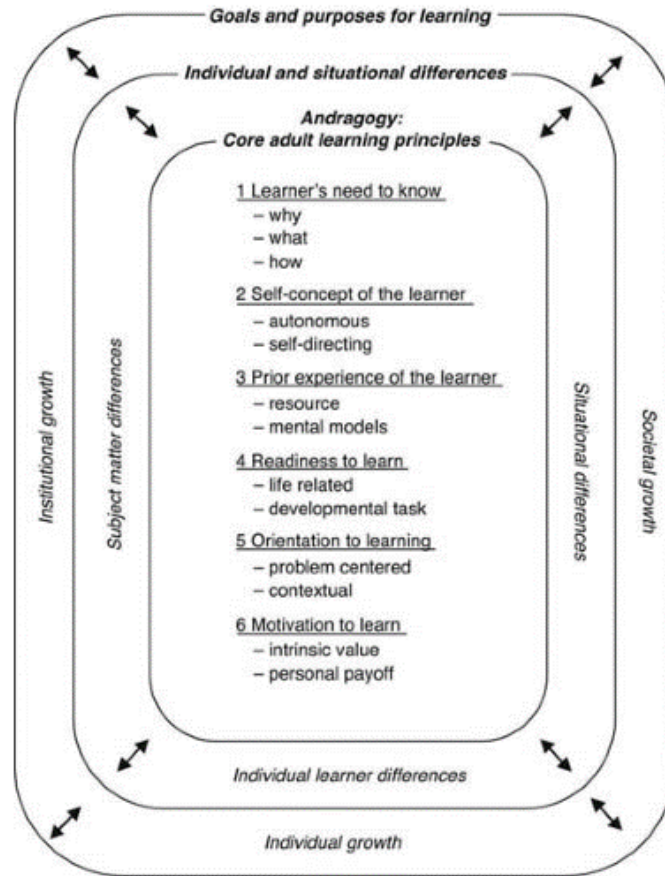 Goals and purposes for learning
Individual and situational differences
Andragogy:
Core adult learning principles
1 Learner's need to know
– why
– what
– how
2 Self-concept of the learner
– autonomous
– self-directing
3 Prior experience of the learner
– resource
– mental models
4 Readiness to learn
– life related
– developmental task
5 Orientation to learning
– problem centered
– contextual
6 Motivation to learn
– intrinsic value
– personal payoff
Institutional growth
Subject matter differences
Situational differences
Societal growth
Individual learner differences
Individual growth